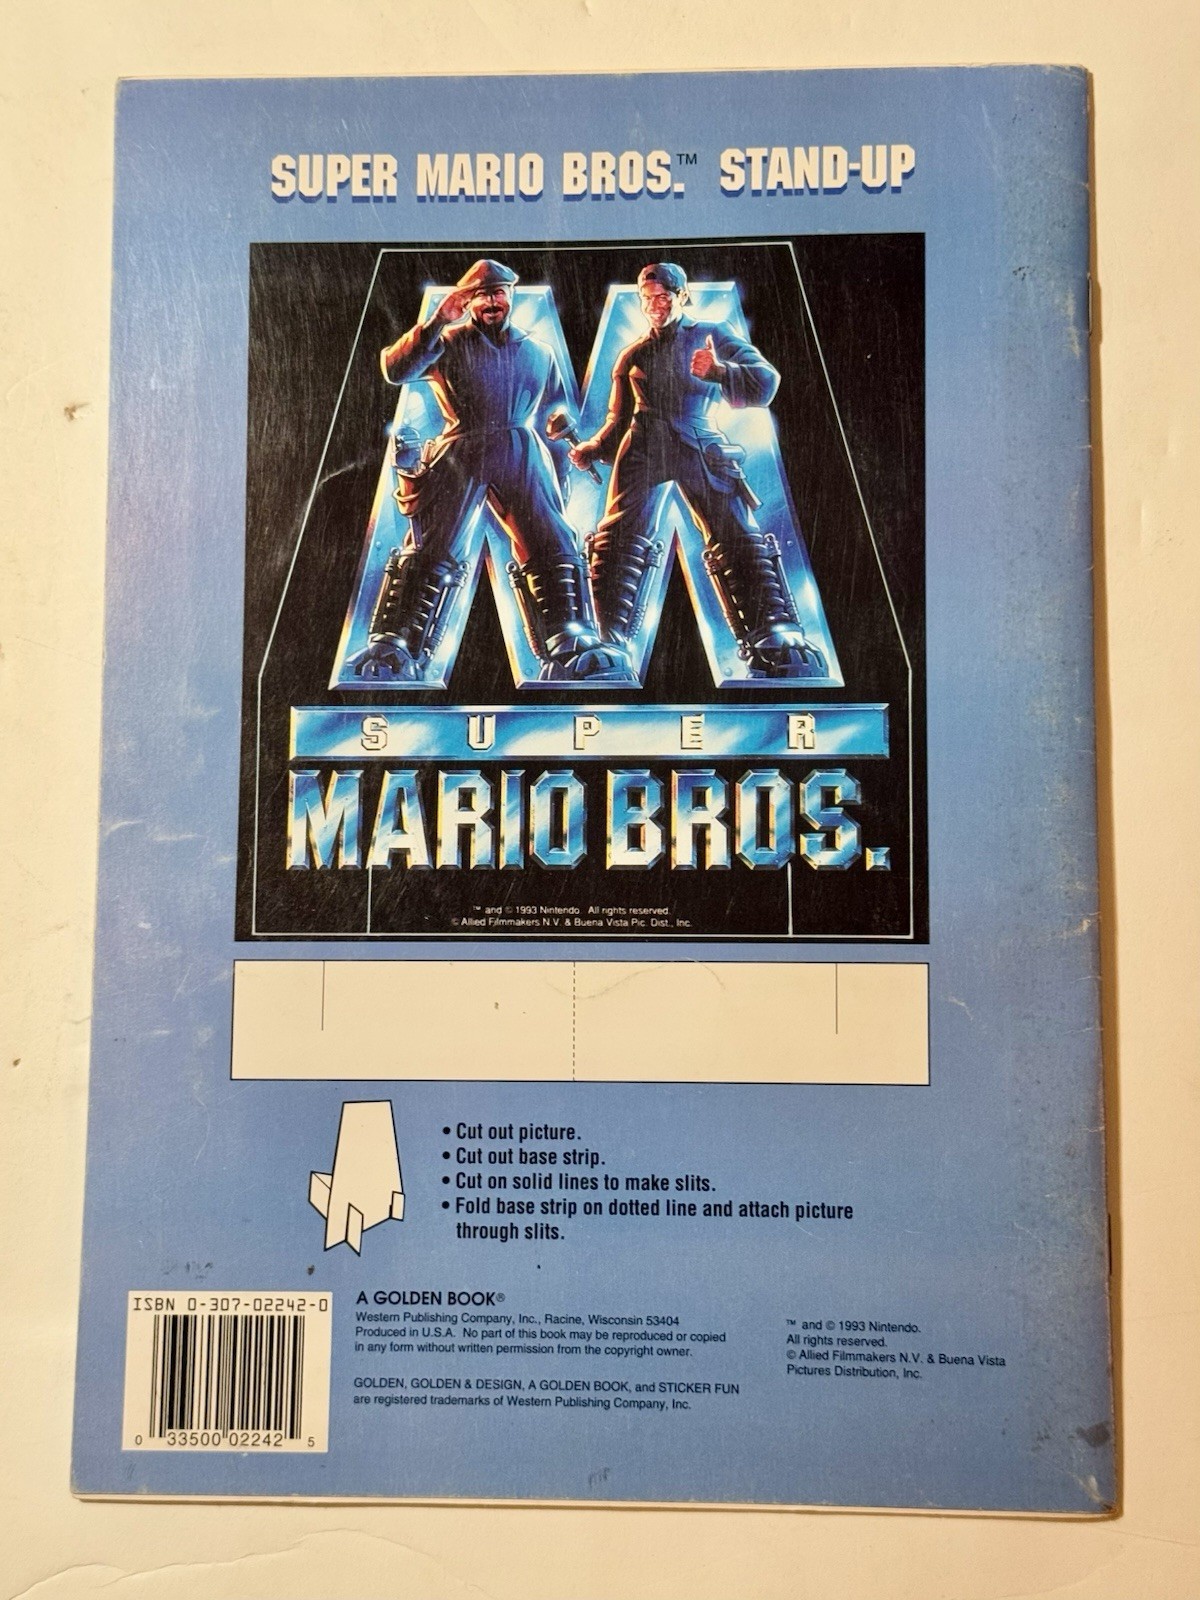 SUPER MARIO BROS.™ STAND-UP
SUPER
MARIO BROS.
™ and © 1993 Nintendo. All rights reserved.
© Allied Filmmakers N.V. & Buena Vista Pic. Dist., Inc.
• Cut out picture.
• Cut out base strip.
• Cut on solid lines to make slits.
• Fold base strip on dotted line and attach picture
through slits.
ISBN 0-307-02242-0
0 33500 02242 5
A GOLDEN BOOK®
Western Publishing Company, Inc., Racine, Wisconsin 53404
Produced in U.S.A. No part of this book may be reproduced or copied
in any form without written permission from the copyright owner.
GOLDEN, GOLDEN & DESIGN, A GOLDEN BOOK, and STICKER FUN
are registered trademarks of Western Publishing Company, Inc.
™ and © 1993 Nintendo.
All rights reserved.
© Allied Filmmakers N.V. & Buena Vista
Pictures Distribution, Inc.